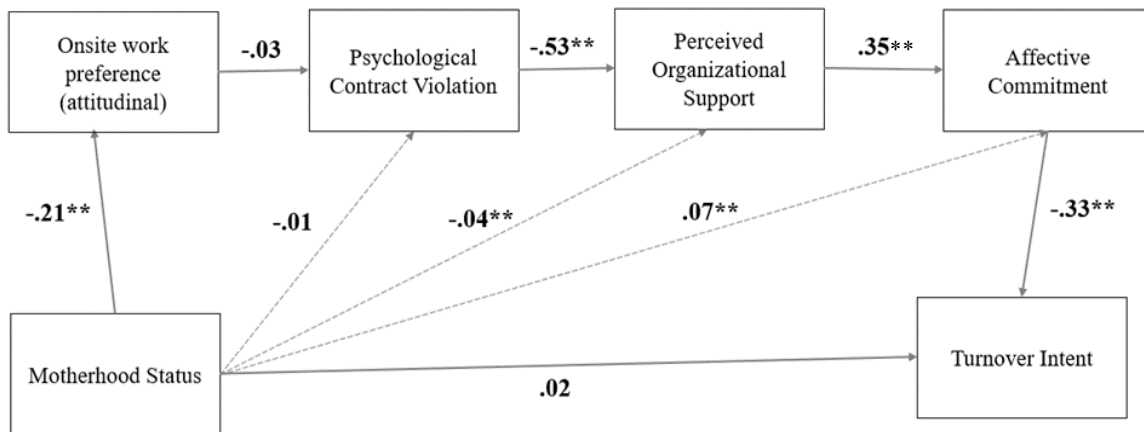 Onsite work
preference
(attitudinal)
-.03
Psychological
Contract Violation
-.53**
Perceived
Organizational
Support
.35**
Affective
Commitment
-.21**
-.01
-.04**
.07**
-.33**
Motherhood Status
.02
Turnover Intent